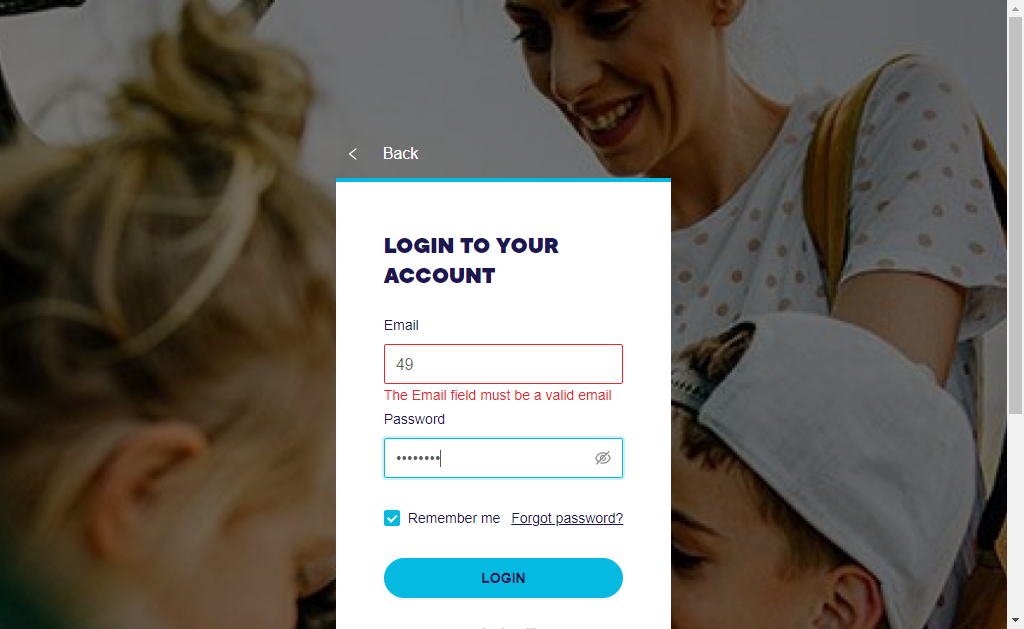 Back
LOGIN TO YOUR
ACCOUNT
Email
49
The Email field must be a valid email
Password
••••••••
Remember me Forgot password?
LOGIN